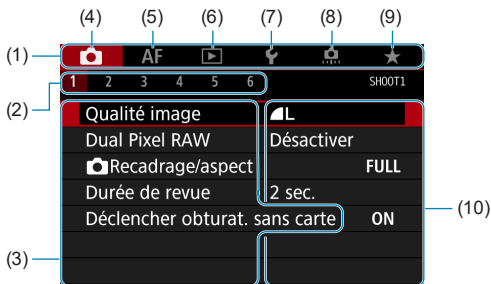 (4) (5) (6) (7) (8) (9)
(1) AF
(2) 1 2 3 4 5 6 SHOOT1
Qualité image L
Dual Pixel RAW Désactiver
Recadrage/aspect FULL
Durée de revue 2 sec.
(10)
Déclencher obturat. sans carte ON
(3)